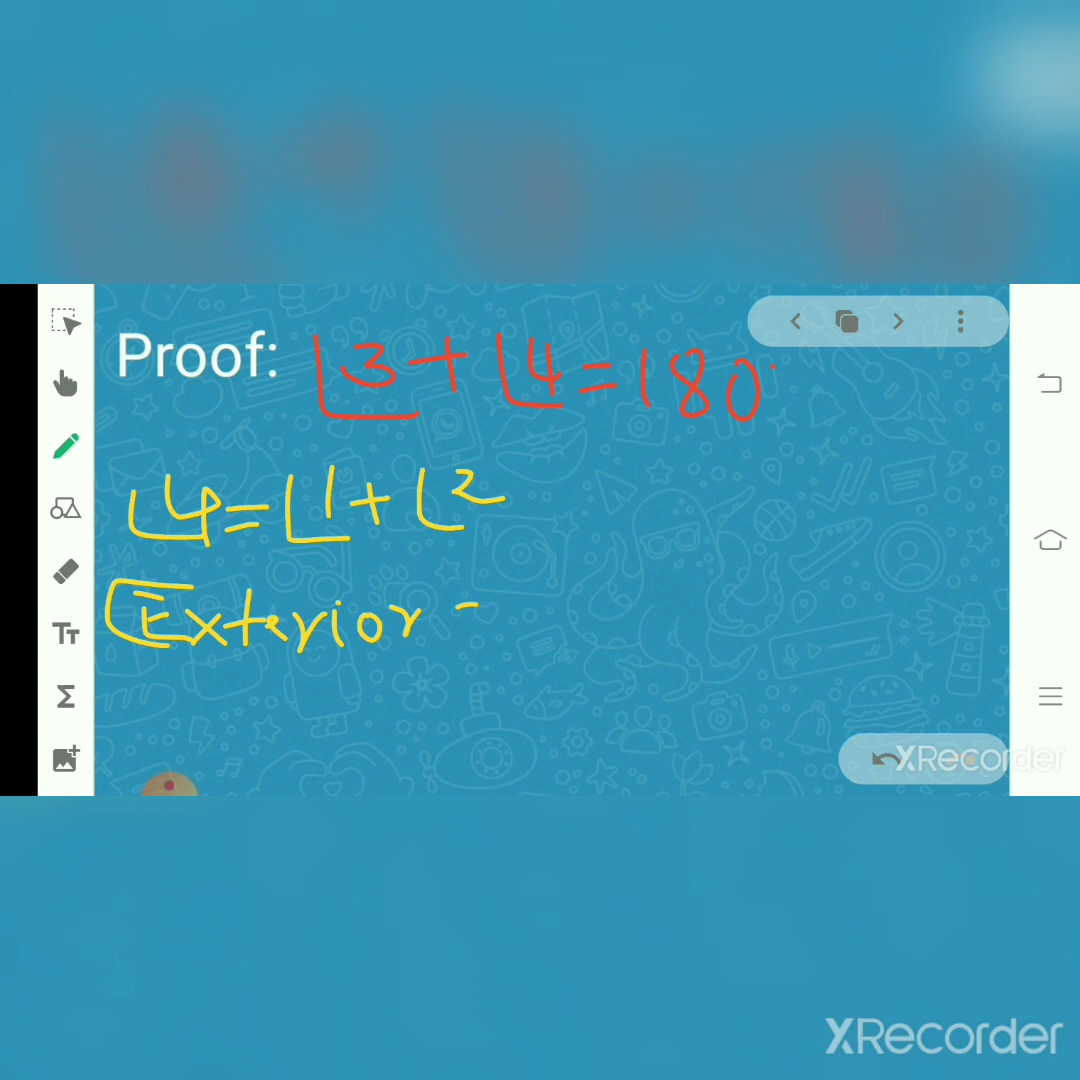 Proof: ∠3 + ∠4 = 180°
∠4 = ∠1 + ∠2
[Exterior -
XRecorder
XRecorder